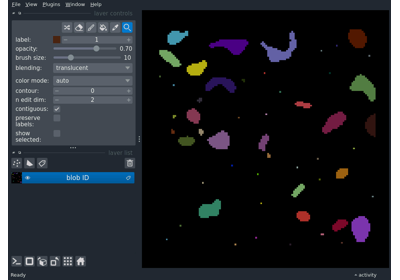 File View Plugins Window Help
layer controls
label: 1
opacity: 0.70
brush size: 10
blending: translucent
color mode: auto
contour: 0
n edit dim: 2
contiguous:
preserve
labels:
show
selected:
layer list
blob ID
Ready
activity